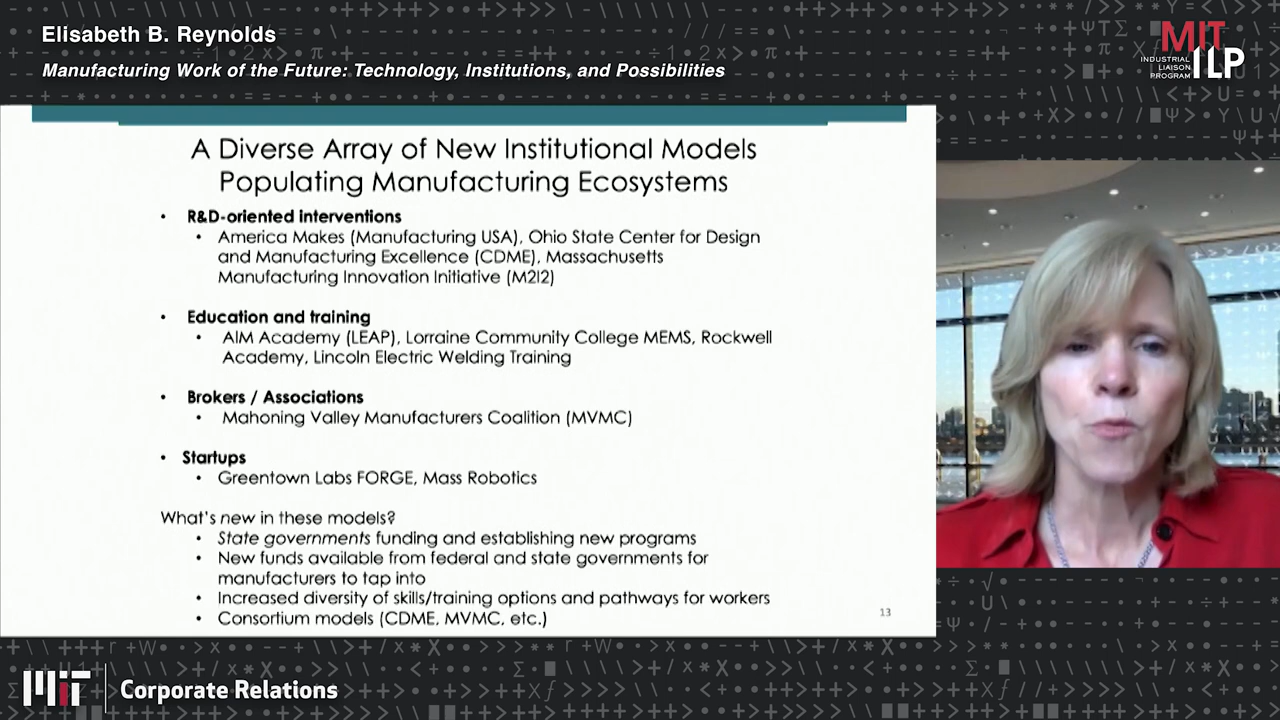 Elisabeth B. Reynolds
Manufacturing Work of the Future: Technology, Institutions, and Possibilities
MIT
INDUSTRIAL
LIAISON
PROGRAM
ILP
A Diverse Array of New Institutional Models
Populating Manufacturing Ecosystems
• R&D-oriented interventions
• America Makes (Manufacturing USA), Ohio State Center for Design
and Manufacturing Excellence (CDME), Massachusetts
Manufacturing Innovation Initiative (M2I2)
• Education and training
• AIM Academy (LEAP), Lorraine Community College MEMS, Rockwell
Academy, Lincoln Electric Welding Training
• Brokers / Associations
• Mahoning Valley Manufacturers Coalition (MVMC)
• Startups
• Greentown Labs FORGE, Mass Robotics
What's new in these models?
• State governments funding and establishing new programs
• New funds available from federal and state governments for
manufacturers to tap into
• Increased diversity of skills/training options and pathways for workers
• Consortium models (CDME, MVMC, etc.)
13
MIT Corporate Relations